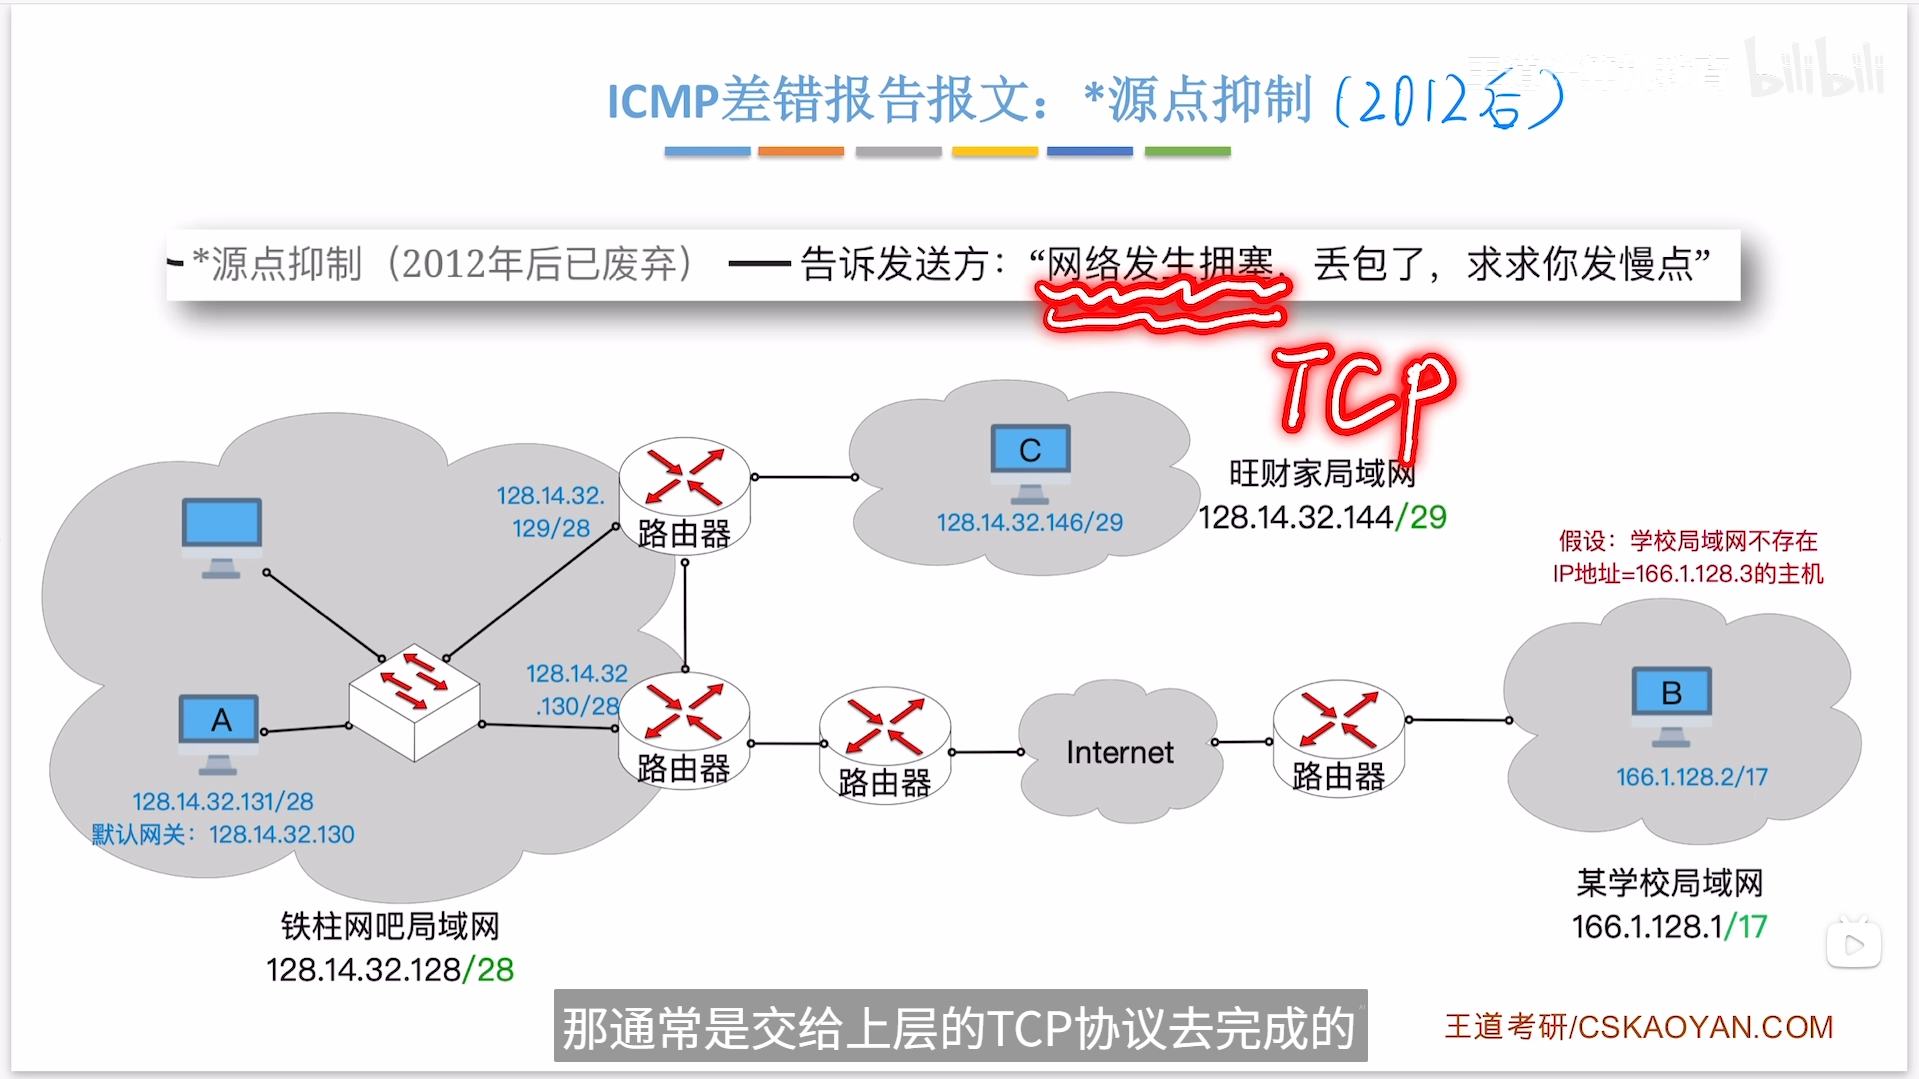 ICMP差错报告报文：*源点抑制（2012后）
bilibili
*源点抑制（2012年后已废弃） 告诉发送方：“网络发生拥塞，丢包了，求求你发慢点”
TCP
C
128.14.32.146/29
旺财家局域网
128.14.32.144/29
128.14.32.
129/28
路由器
假设：学校局域网不存在
IP地址=166.1.128.3的主机
128.14.32
.130/28
路由器
A
128.14.32.131/28
默认网关：128.14.32.130
路由器
Internet
路由器
B
166.1.128.2/17
铁柱网吧局域网
128.14.32.128/28
某学校局域网
166.1.128.1/17
那通常是交给上层的TCP协议去完成的
王道考研/CSKAOYAN.COM